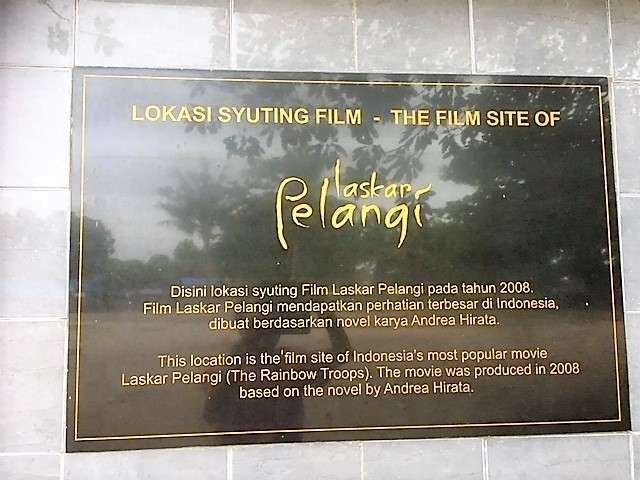 LOKASI SYUTING FILM - THE FILM SITE OF
laskar
Pelangi
Disini lokasi syuting Film Laskar Pelangi pada tahun 2008.
Film Laskar Pelangi mendapatkan perhatian terbesar di Indonesia,
dibuat berdasarkan novel karya Andrea Hirata.
This location is the film site of Indonesia's most popular movie
Laskar Pelangi (The Rainbow Troops). The movie was produced in 2008
based on the novel by Andrea Hirata.